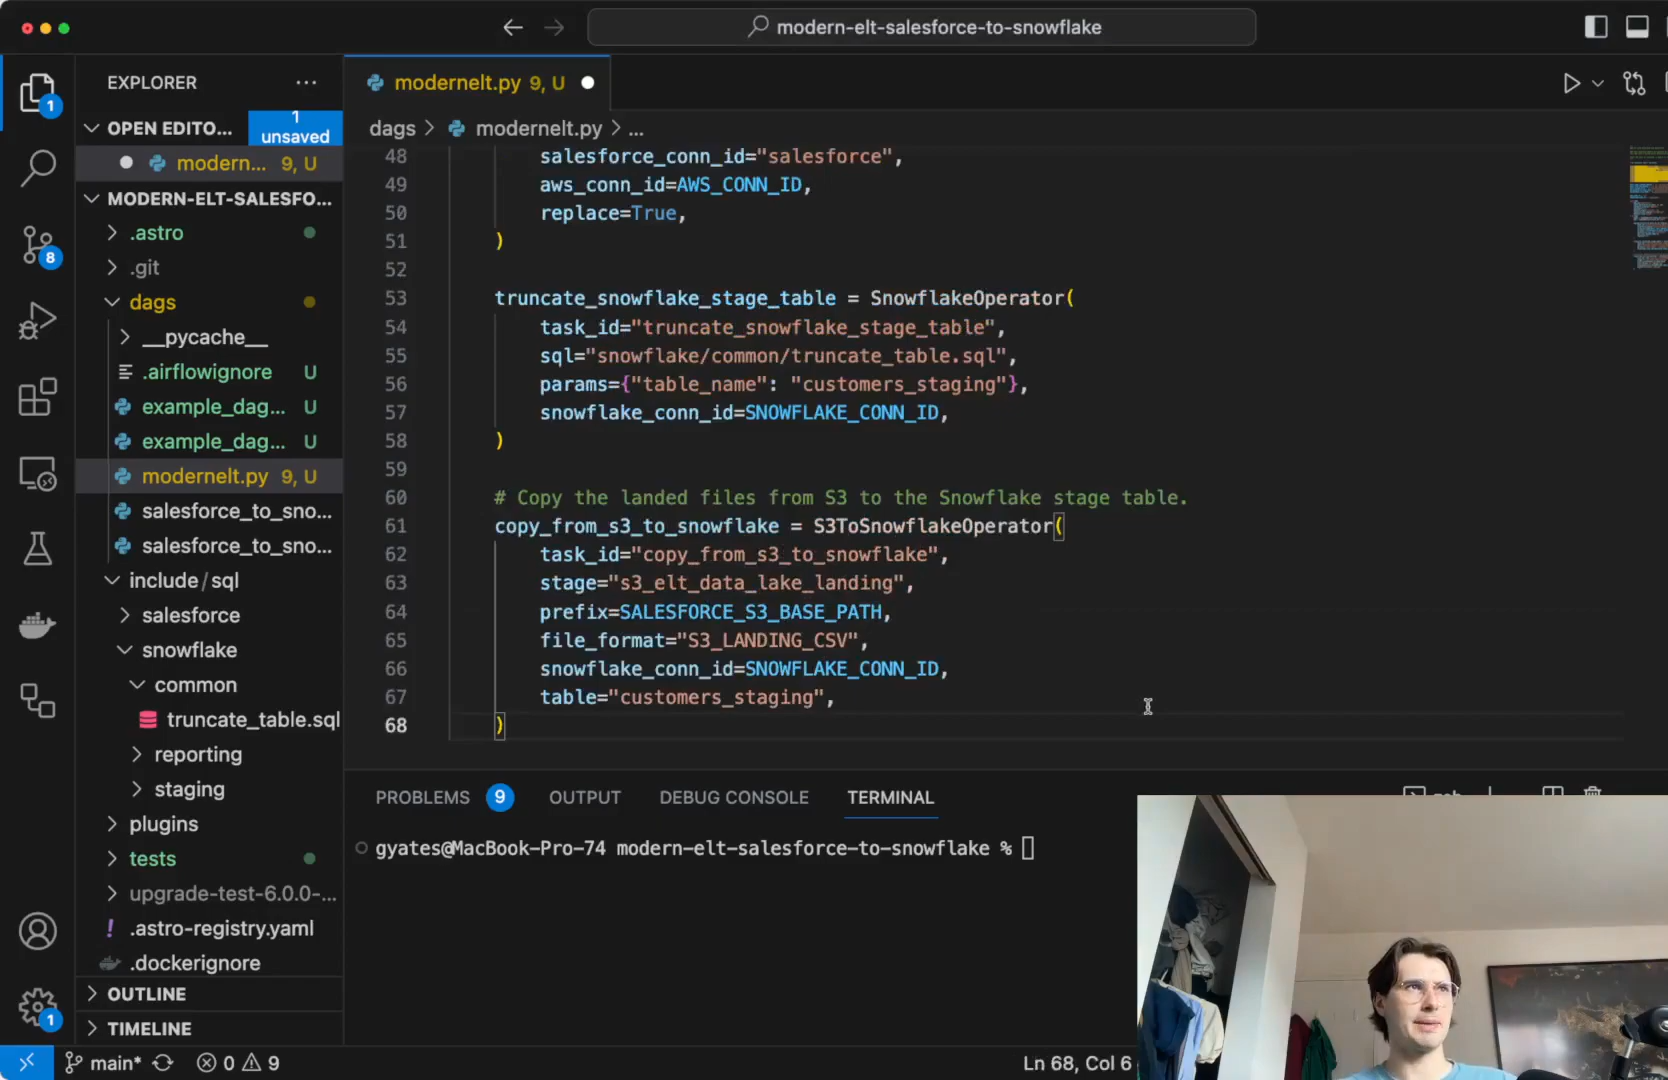 modern-elt-salesforce-to-snowflake
EXPLORER
modernelt.py 9, U
1
OPEN EDITO...
1
unsaved
modern... 9, U
dags > modernelt.py > ...
MODERN-ELT-SALESFO...
.astro
.git
dags
__pycache__
.airflowignore U
example_dag... U
example_dag... U
modernelt.py 9, U
salesforce_to_sno...
salesforce_to_sno...
include/sql
salesforce
snowflake
common
truncate_table.sql
reporting
staging
plugins
tests
upgrade-test-6.0.0-...
.astro-registry.yaml
.dockerignore
OUTLINE
TIMELINE
8
1
48 salesforce_conn_id="salesforce",
49 aws_conn_id=AWS_CONN_ID,
50 replace=True,
51 )
52
53 truncate_snowflake_stage_table = SnowflakeOperator(
54 task_id="truncate_snowflake_stage_table",
55 sql="snowflake/common/truncate_table.sql",
56 params={"table_name": "customers_staging"},
57 snowflake_conn_id=SNOWFLAKE_CONN_ID,
58 )
59
60 # Copy the landed files from S3 to the Snowflake stage table.
61 copy_from_s3_to_snowflake = S3ToSnowflakeOperator(
62 task_id="copy_from_s3_to_snowflake",
63 stage="s3_elt_data_lake_landing",
64 prefix=SALESFORCE_S3_BASE_PATH,
65 file_format="S3_LANDING_CSV",
66 snowflake_conn_id=SNOWFLAKE_CONN_ID,
67 table="customers_staging",
68 )
PROBLEMS 9 OUTPUT DEBUG CONSOLE TERMINAL
gyates@MacBook-Pro-74 modern-elt-salesforce-to-snowflake %
main* 0 9
Ln 68, Col 6